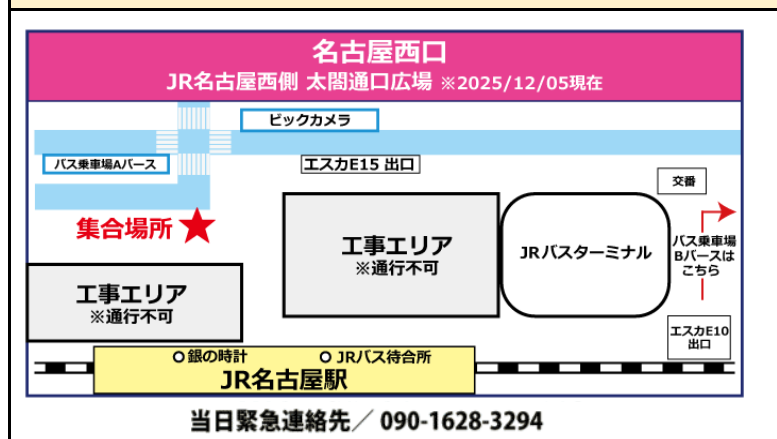 名古屋西口
JR名古屋西側 太閤通口広場 ※2025/12/05現在
ビックカメラ
バス乗車場Aバース
エスカE15 出口
交番
集合場所
工事エリア
※通行不可
JRバスターミナル
バス乗車場
Bバースは
こちら
工事エリア
※通行不可
エスカE10
出口
銀の時計
JRバス待合所
JR名古屋駅
当日緊急連絡先／ 090-1628-3294